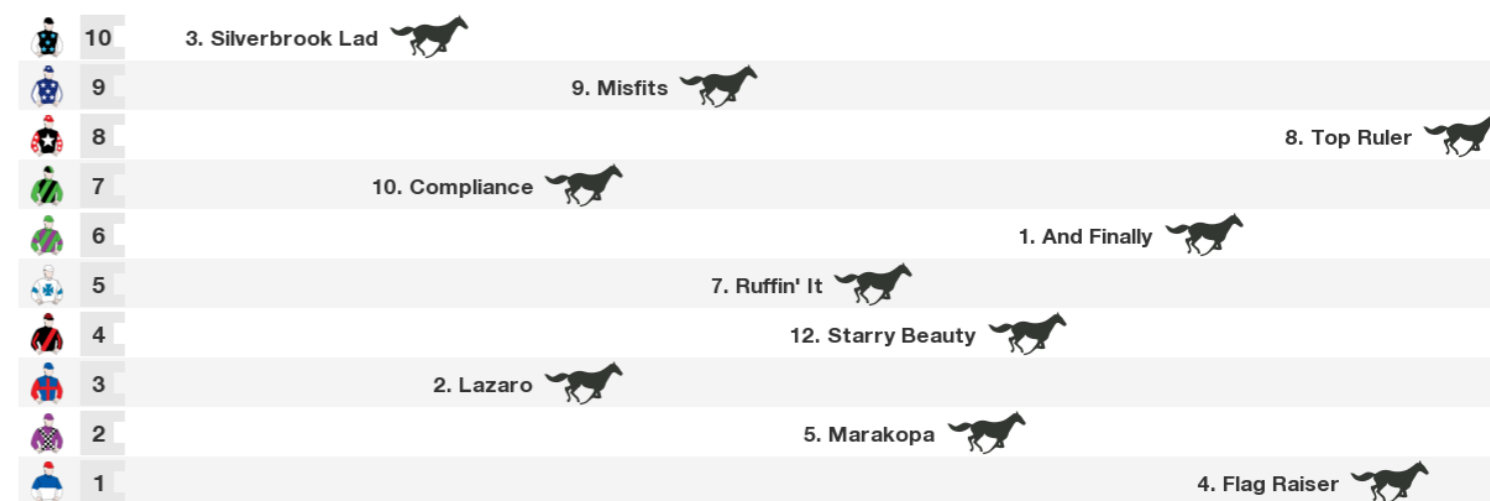 10 3. Silverbrook Lad
9 9. Misfits
8 8. Top Ruler
7 10. Compliance
6 1. And Finally
5 7. Ruffin' It
4 12. Starry Beauty
3 2. Lazaro
2 5. Marakopa
1 4. Flag Raiser